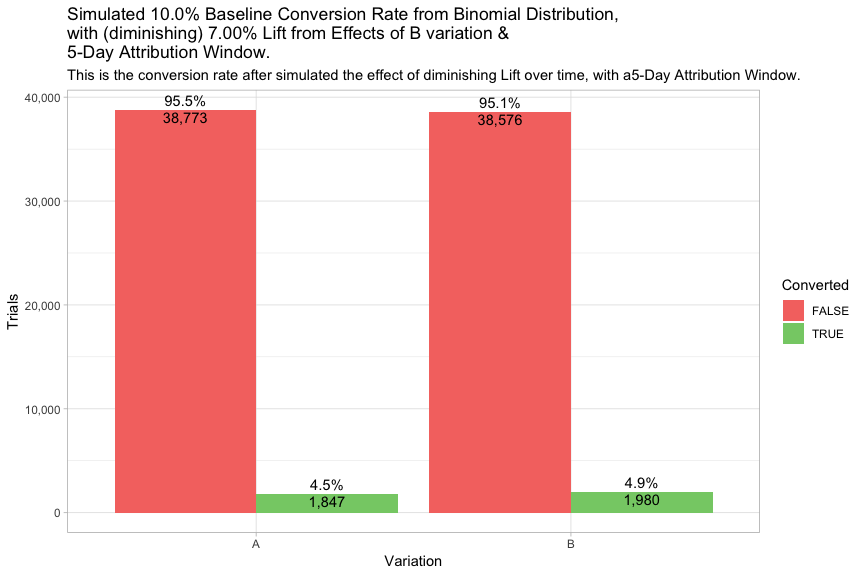 Simulated 10.0% Baseline Conversion Rate from Binomial Distribution,
with (diminishing) 7.00% Lift from Effects of B variation &
5-Day Attribution Window.
This is the conversion rate after simulated the effect of diminishing Lift over time, with a5-Day Attribution Window.
40,000
30,000
20,000
10,000
0
Trials
95.5%
38,773
4.5%
1,847
95.1%
38,576
4.9%
1,980
A
B
Variation
Converted
FALSE
TRUE